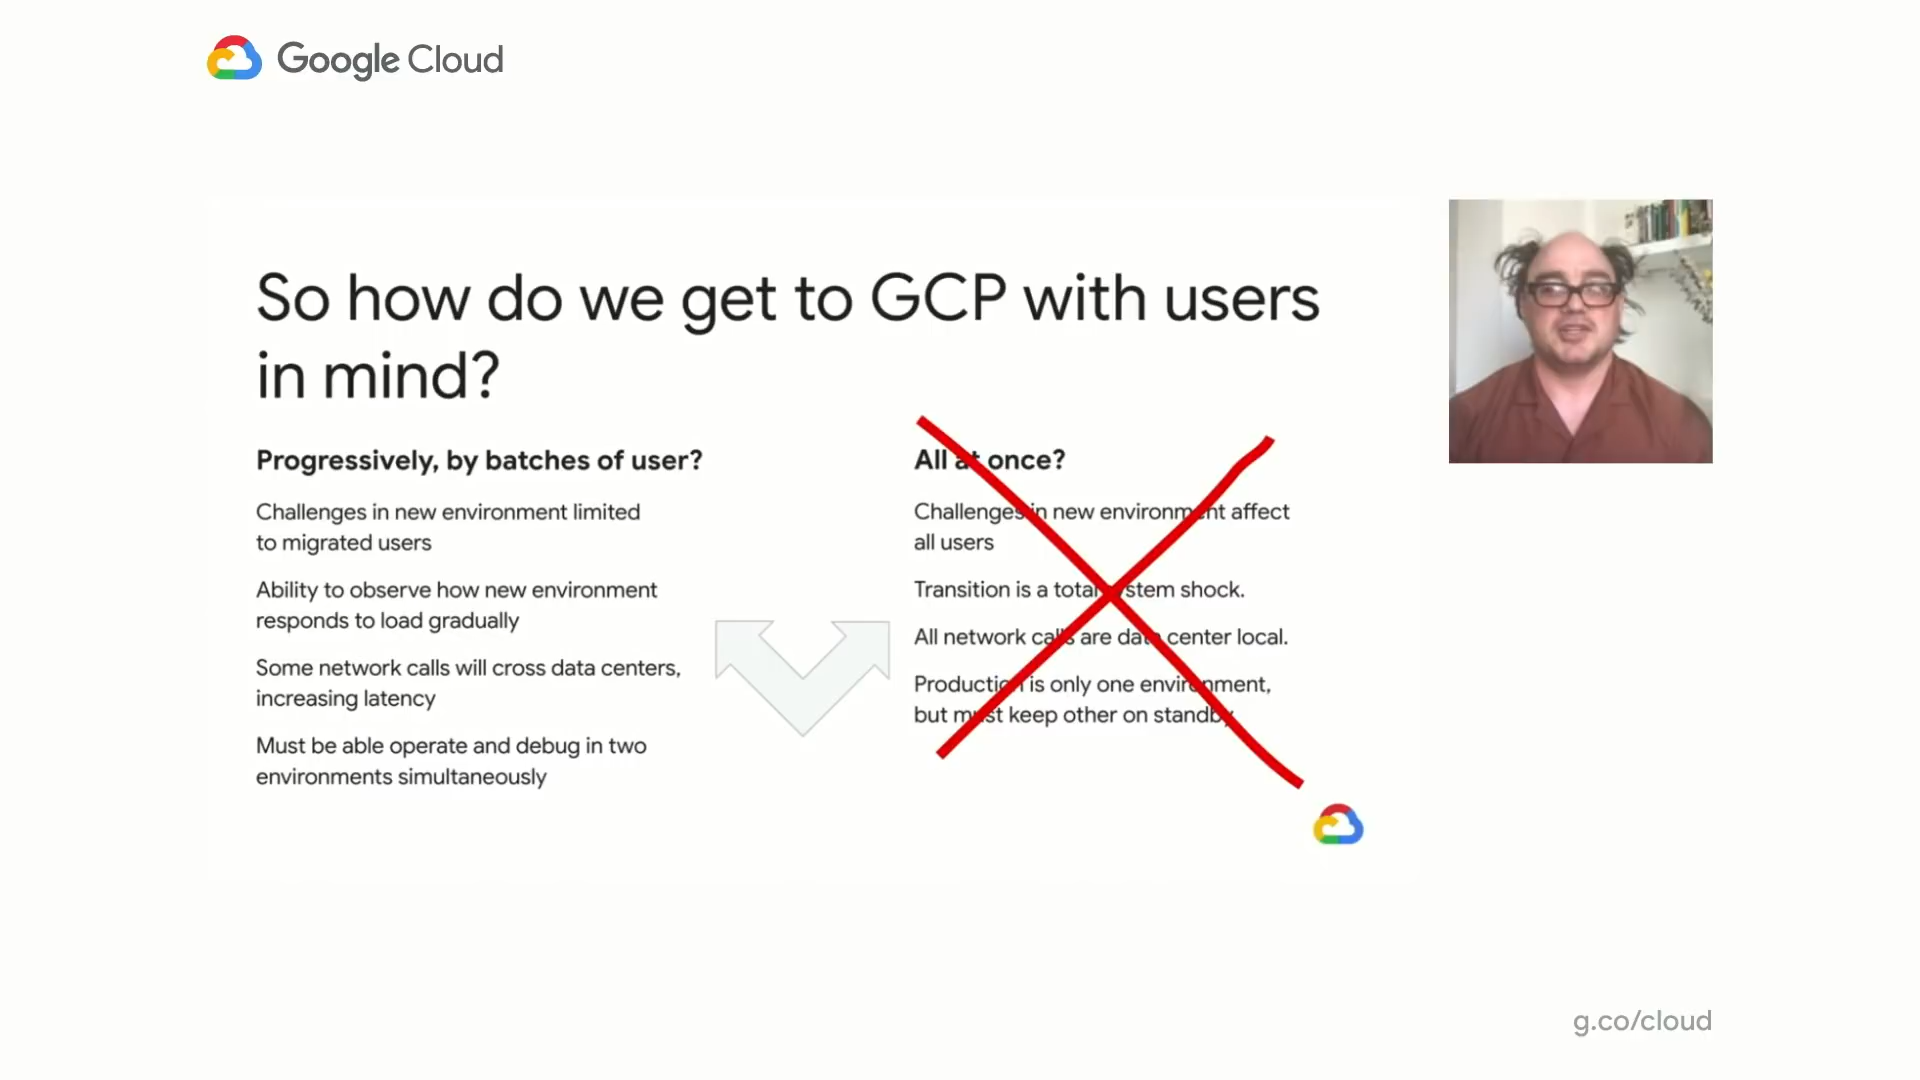 Google Cloud
So how do we get to GCP with users
in mind?
Progressively, by batches of user?
Challenges in new environment limited
to migrated users
Ability to observe how new environment
responds to load gradually
Some network calls will cross data centers,
increasing latency
Must be able operate and debug in two
environments simultaneously
All at once?
Challenges in new environment affect
all users
Transition is a total system shock.
All network calls are data center local.
Production is only one environment,
but must keep other on standby
g.co/cloud